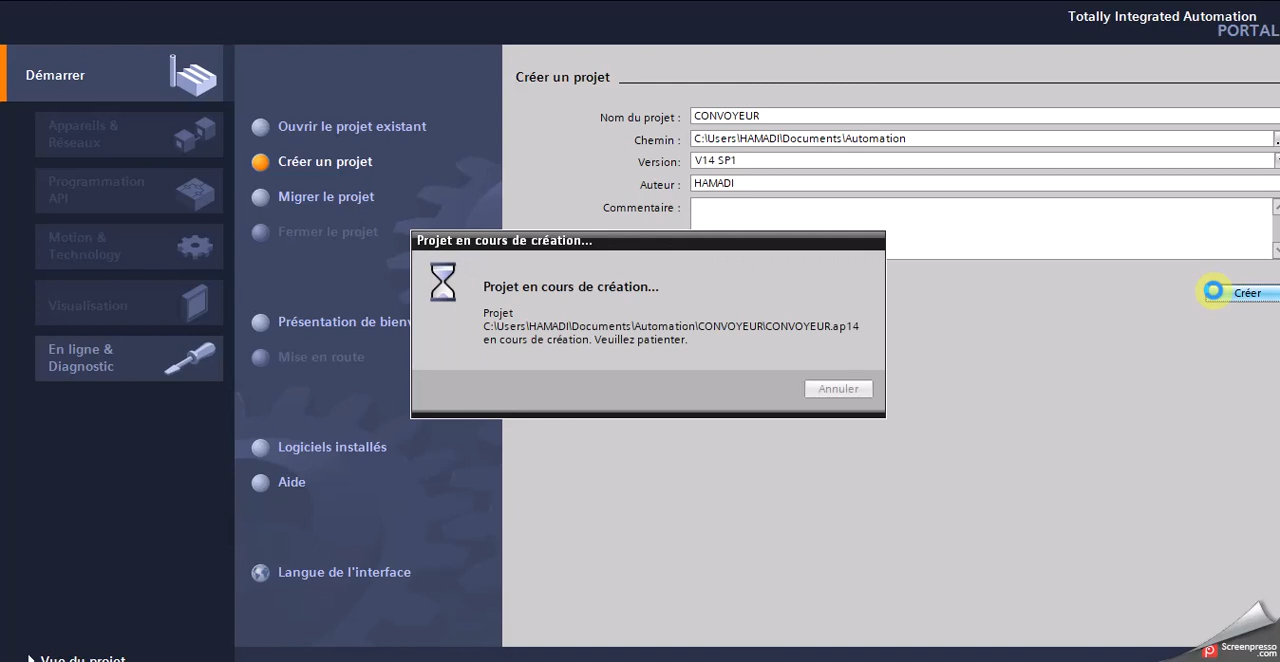 Totally Integrated Automation
PORTAL
Démarrer
Appareils &
Réseaux
Programmation
API
Motion &
Technology
Visualisation
En ligne &
Diagnostic
Vue du projet
Ouvrir le projet existant
Créer un projet
Migrer le projet
Fermer le projet
Présentation de bienv
Mise en route
Logiciels installés
Aide
Langue de l'interface
Créer un projet
Nom du projet : CONVOYEUR
Chemin : C:\Users\HAMADI\Documents\Automation
Version: V14 SP1
Auteur : HAMADI
Commentaire :
Créer
Projet en cours de création...
Projet en cours de création...
Projet
C:\Users\HAMADI\Documents\Automation\CONVOYEUR\CONVOYEUR.ap14
en cours de création. Veuillez patienter.
Annuler
Screenpresso
.com